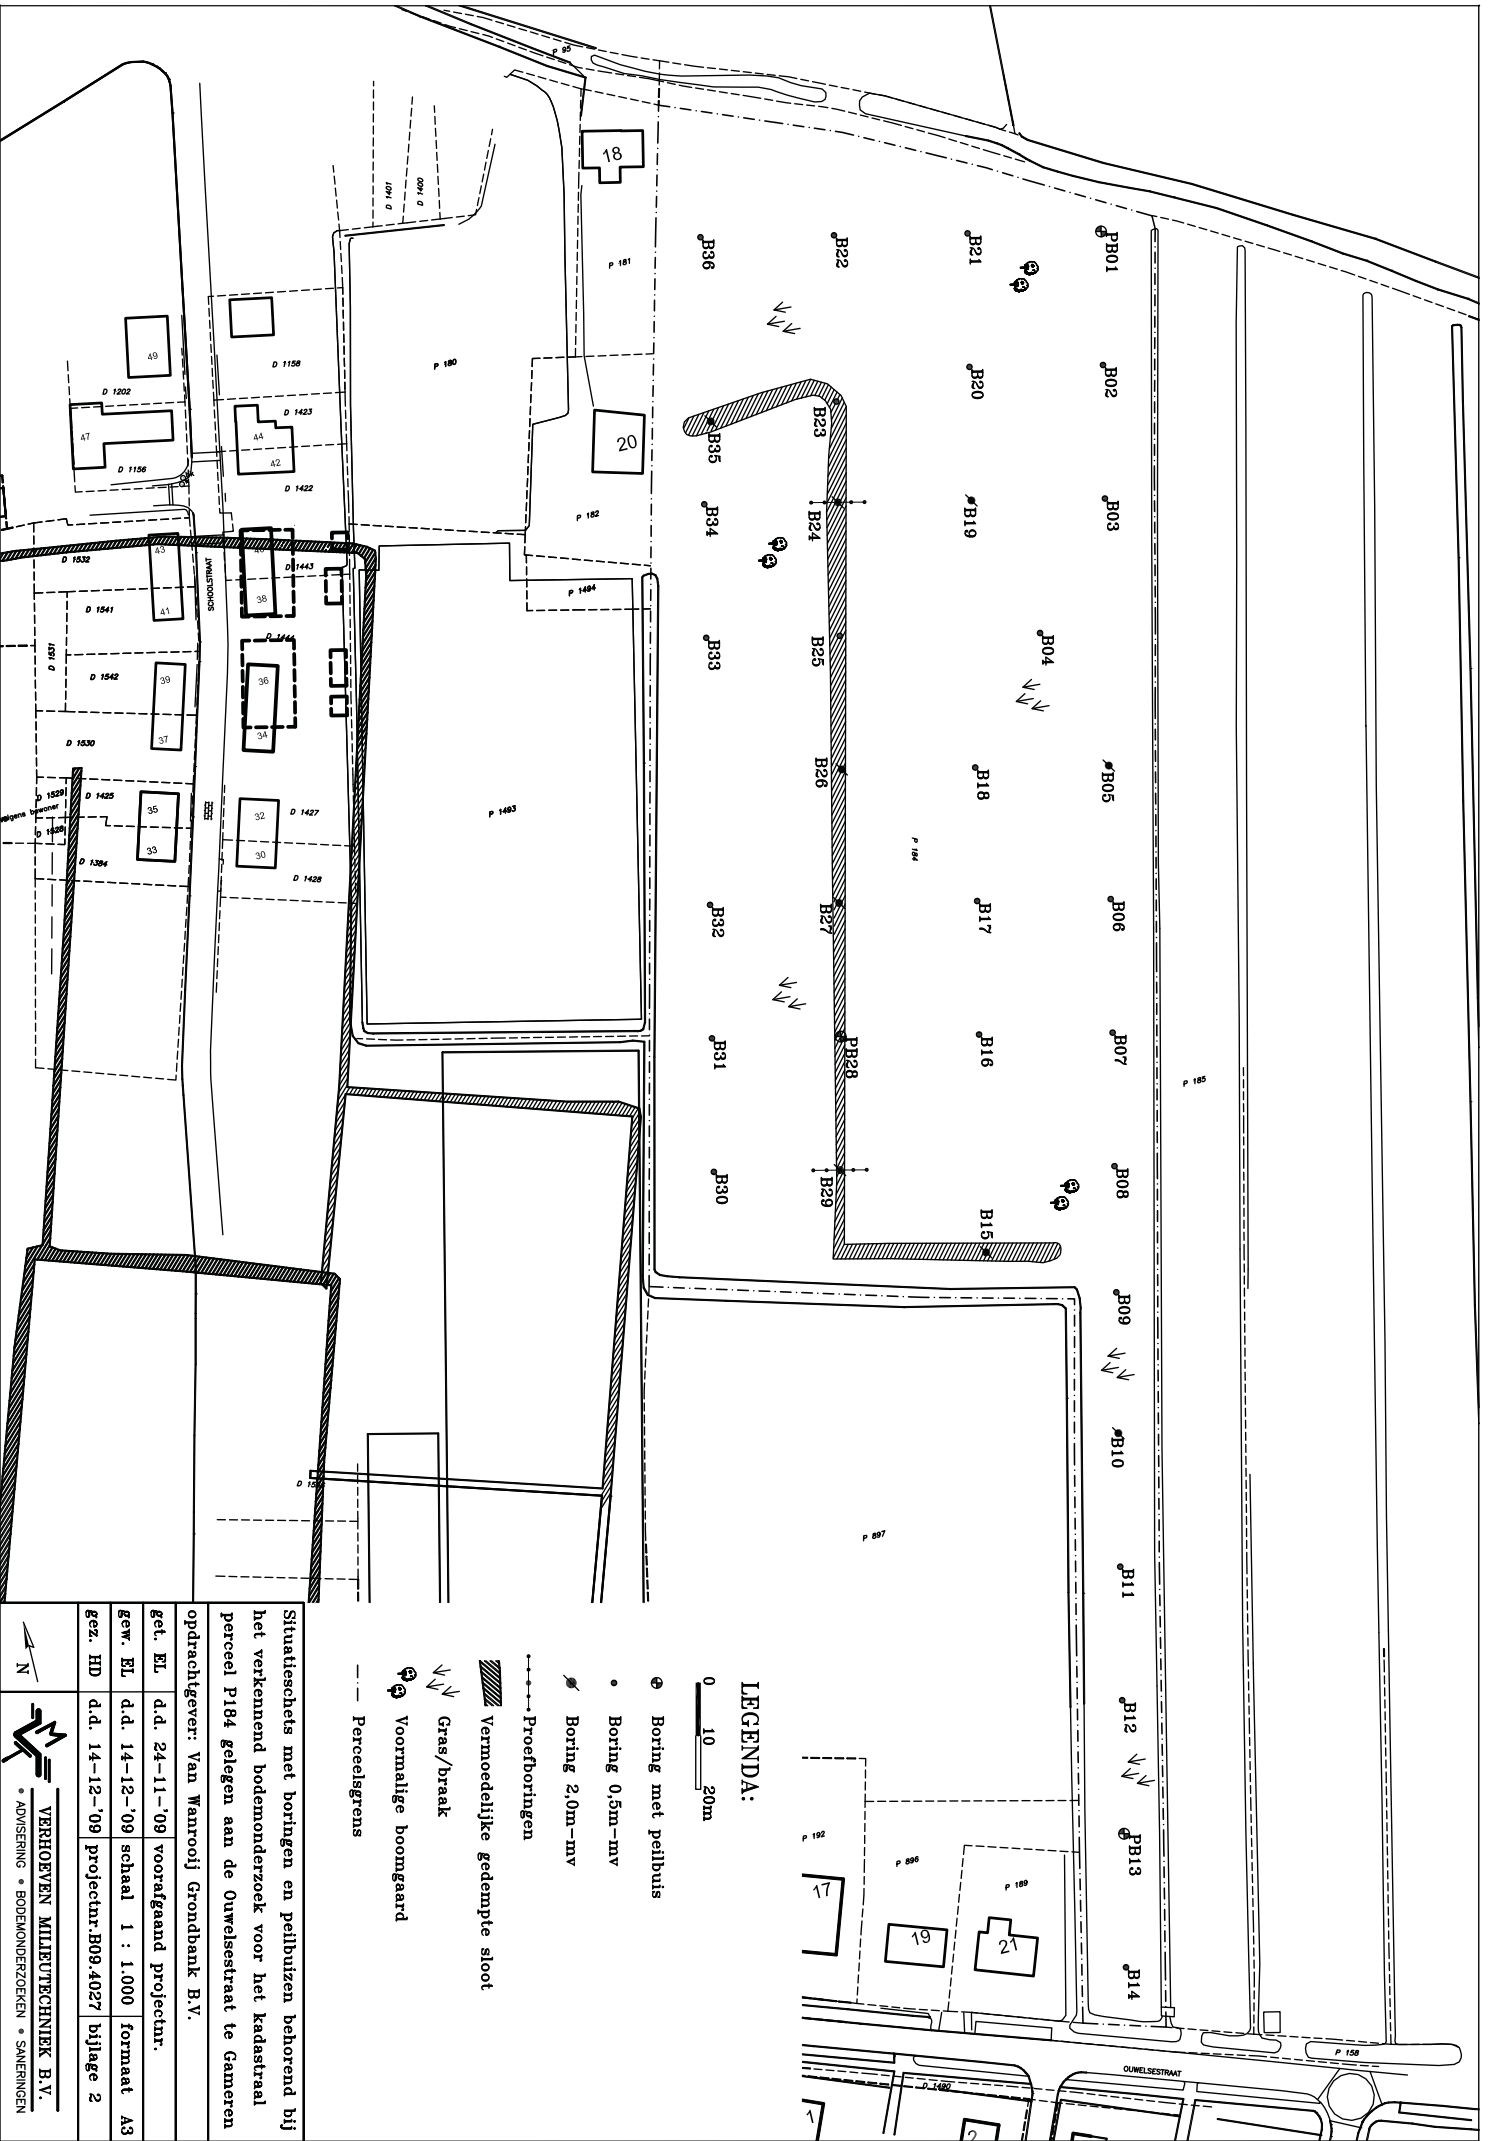 P 95
18
P 181
D 1401
D 1400
PB01
B21
B22
B36
B02
B20
B23
B35
B03
B19
B24
B34
B04
B25
B33
B05
B18
B26
B06
B17
B27
B32
B07
B16
PB28
B31
B08
B15
B29
B30
B09
B10
B11
B12
PB13
B14
P 180
20
P 182
P 1494
P 1493
P 184
P 185
P 897
P 192
P 896
P 189
17
19
21
P 158
OUWELSESTRAAT
D 1490
1
2
49
D 1202
47
D 1156
D 1158
D 1423
44
42
D 1422
SCHOOLSTRAAT
D 1532
43
41
D 1541
D 1531
D 1542
39
37
D 1530
D 1443
38
D 1444
36
34
D 1529
D 1425
D 1528
D 1384
35
33
32
30
D 1427
D 1428
LEGENDA:
0 10 20m
Boring met peilbuis
Boring 0,5m-mv
Boring 2,0m-mv
Proefboringen
Vermoedelijke gedempte sloot
Gras/braak
Voormalige boomgaard
Perceelsgrens
Situatieschets met boringen en peilbuizen behorend bij
het verkennend bodemonderzoek voor het kadastraal
perceel P184 gelegen aan de Ouwelsestraat te Gameren
opdrachtgever: Van Wanrooij Grondbank B.V.
get. EL d.d. 24-11-'09 voorafgaand projectnr.
gew. EL d.d. 14-12-'09 schaal 1 : 1.000 formaat A3
gez. HD d.d. 14-12-'09 projectnr.B09.4027 bijlage 2
N
VERHOEVEN MILIEUTECHNIEK B.V.
• ADVISERING • BODEMONDERZOEKEN • SANERINGEN